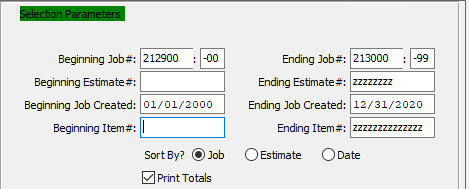 Selection Parameters
Beginning Job#: 212900 : -00 Ending Job#: 213000 : -99
Beginning Estimate#: Ending Estimate#: zzzzzzzz
Beginning Job Created: 01/01/2000 Ending Job Created: 12/31/2020
Beginning Item#: Ending Item#: zzzzzzzzzzzzzz
Sort By? Job Estimate Date
Print Totals